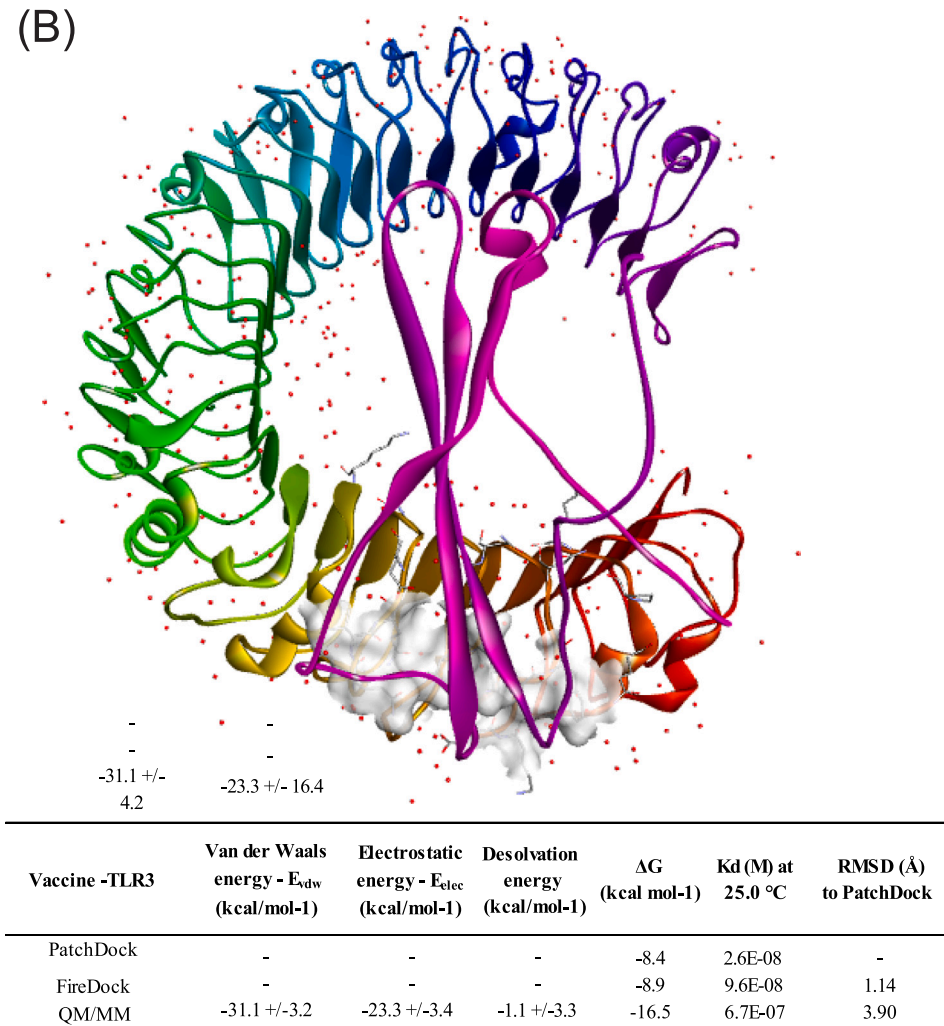 (B)
- -
- -
-31.1 +/- 4.2 -23.3 +/- 16.4
Vaccine -TLR3 Van der Waals energy - Evdw (kcal/mol-1) Electrostatic energy - Eelec (kcal/mol-1) Desolvation energy (kcal/mol-1) ΔG (kcal mol-1) Kd (M) at 25.0 °C RMSD (Å) to PatchDock
PatchDock - - - -8.4 2.6E-08 -
FireDock - - - -8.9 9.6E-08 1.14
QM/MM -31.1 +/-3.2 -23.3 +/-3.4 -1.1 +/-3.3 -16.5 6.7E-07 3.90